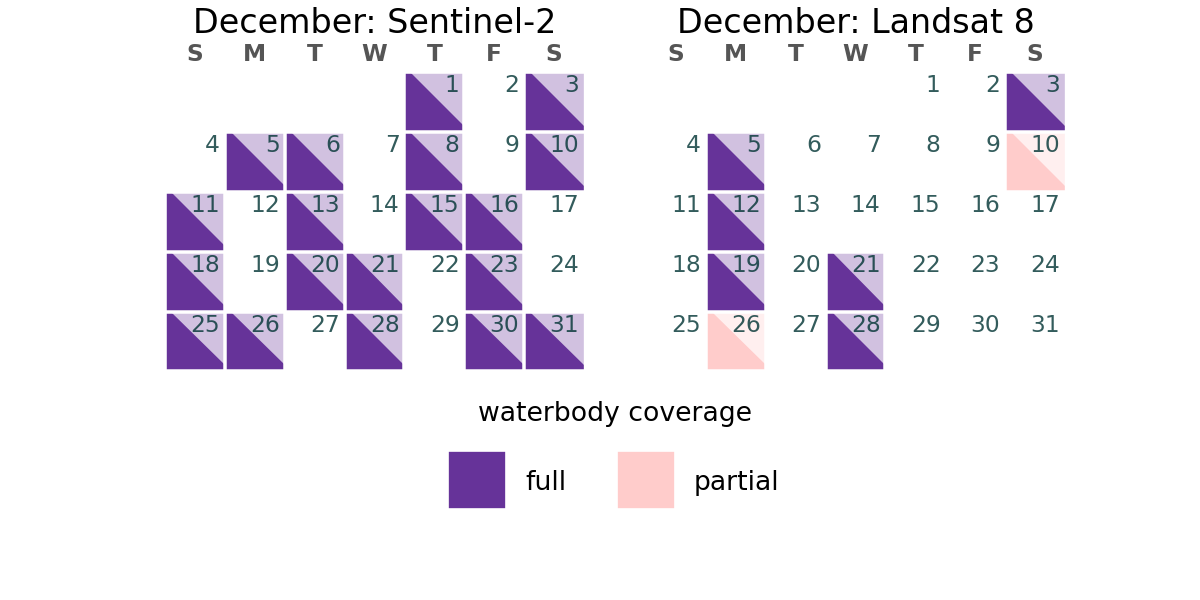 December: Sentinel-2
S M T W T F S
1 2 3
4 5 6 7 8 9 10
11 12 13 14 15 16 17
18 19 20 21 22 23 24
25 26 27 28 29 30 31
December: Landsat 8
S M T W T F S
1 2 3
4 5 6 7 8 9 10
11 12 13 14 15 16 17
18 19 20 21 22 23 24
25 26 27 28 29 30 31
waterbody coverage
full partial